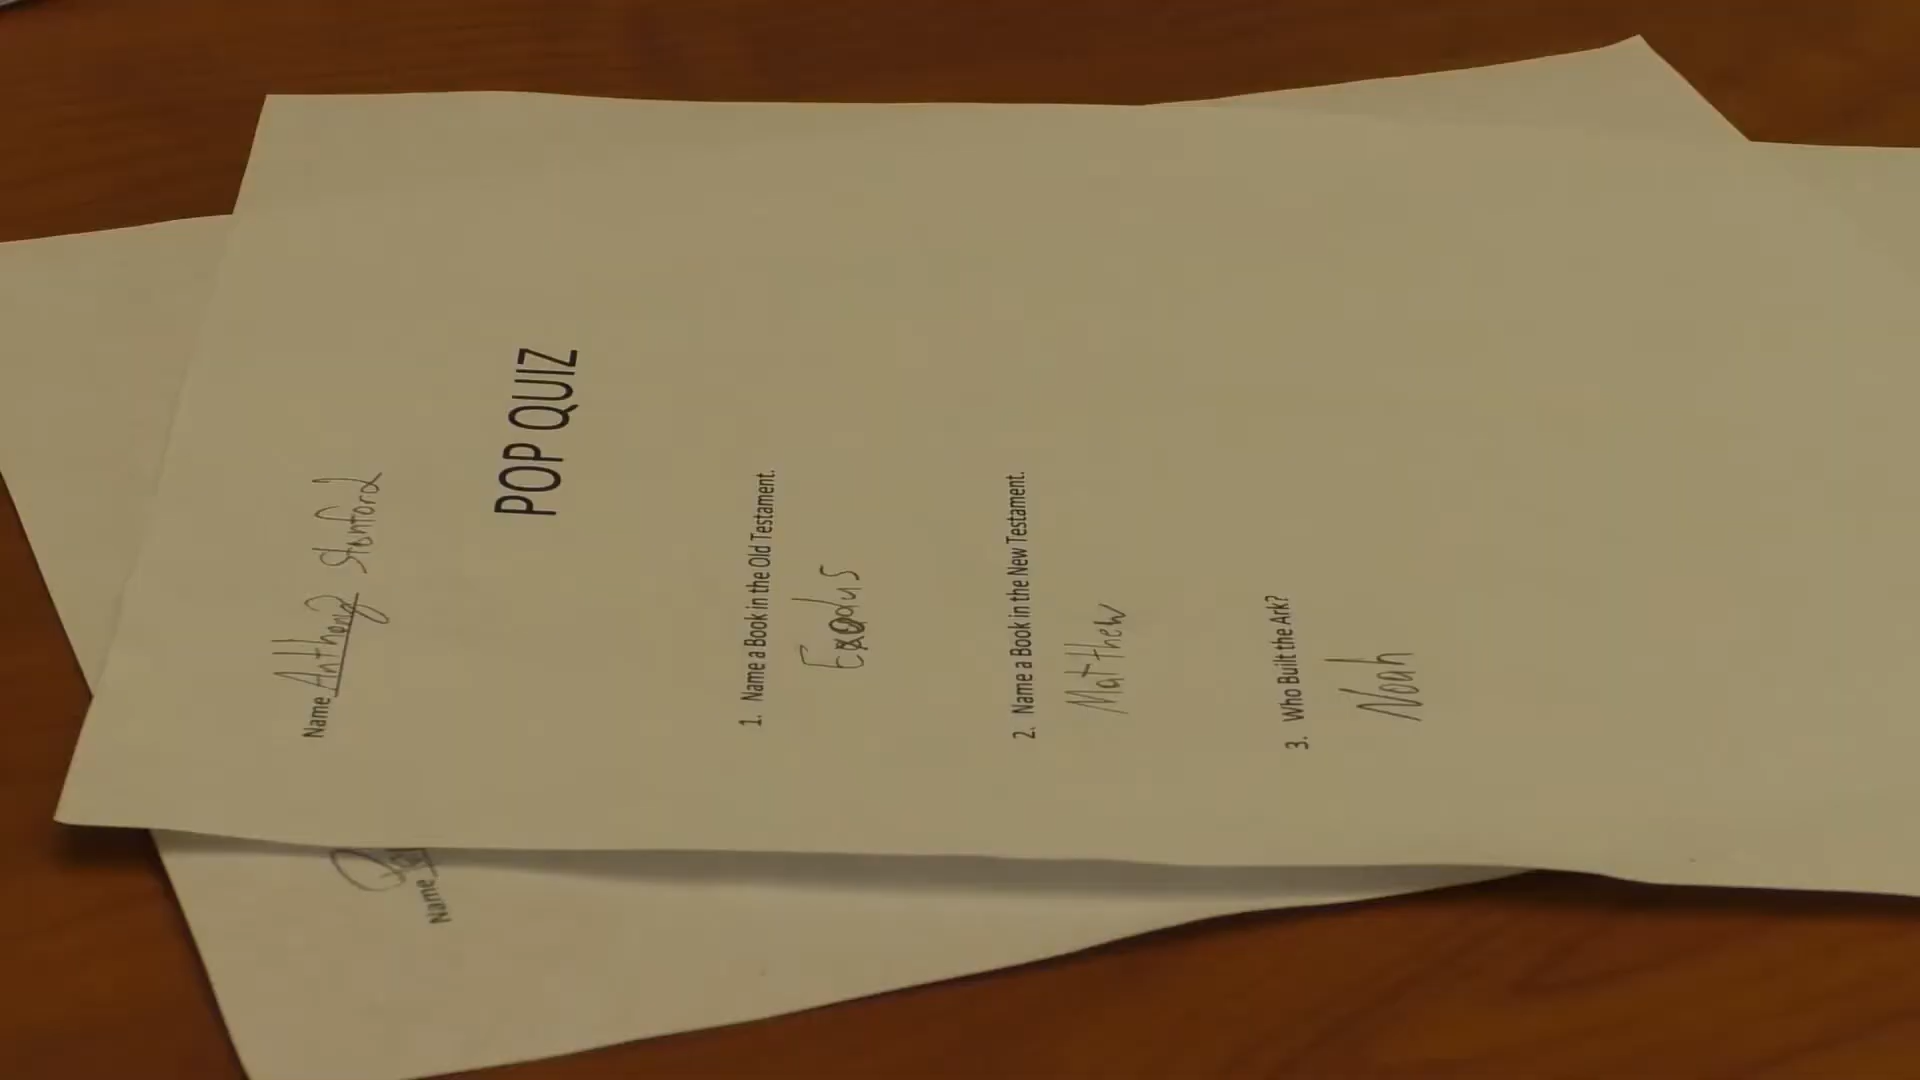 Name Anthony Stanford
POP QUIZ
1. Name a Book in the Old Testament.
Exodus
2. Name a Book in the New Testament.
Matthew
3. Who Built the Ark?
Noah
Name